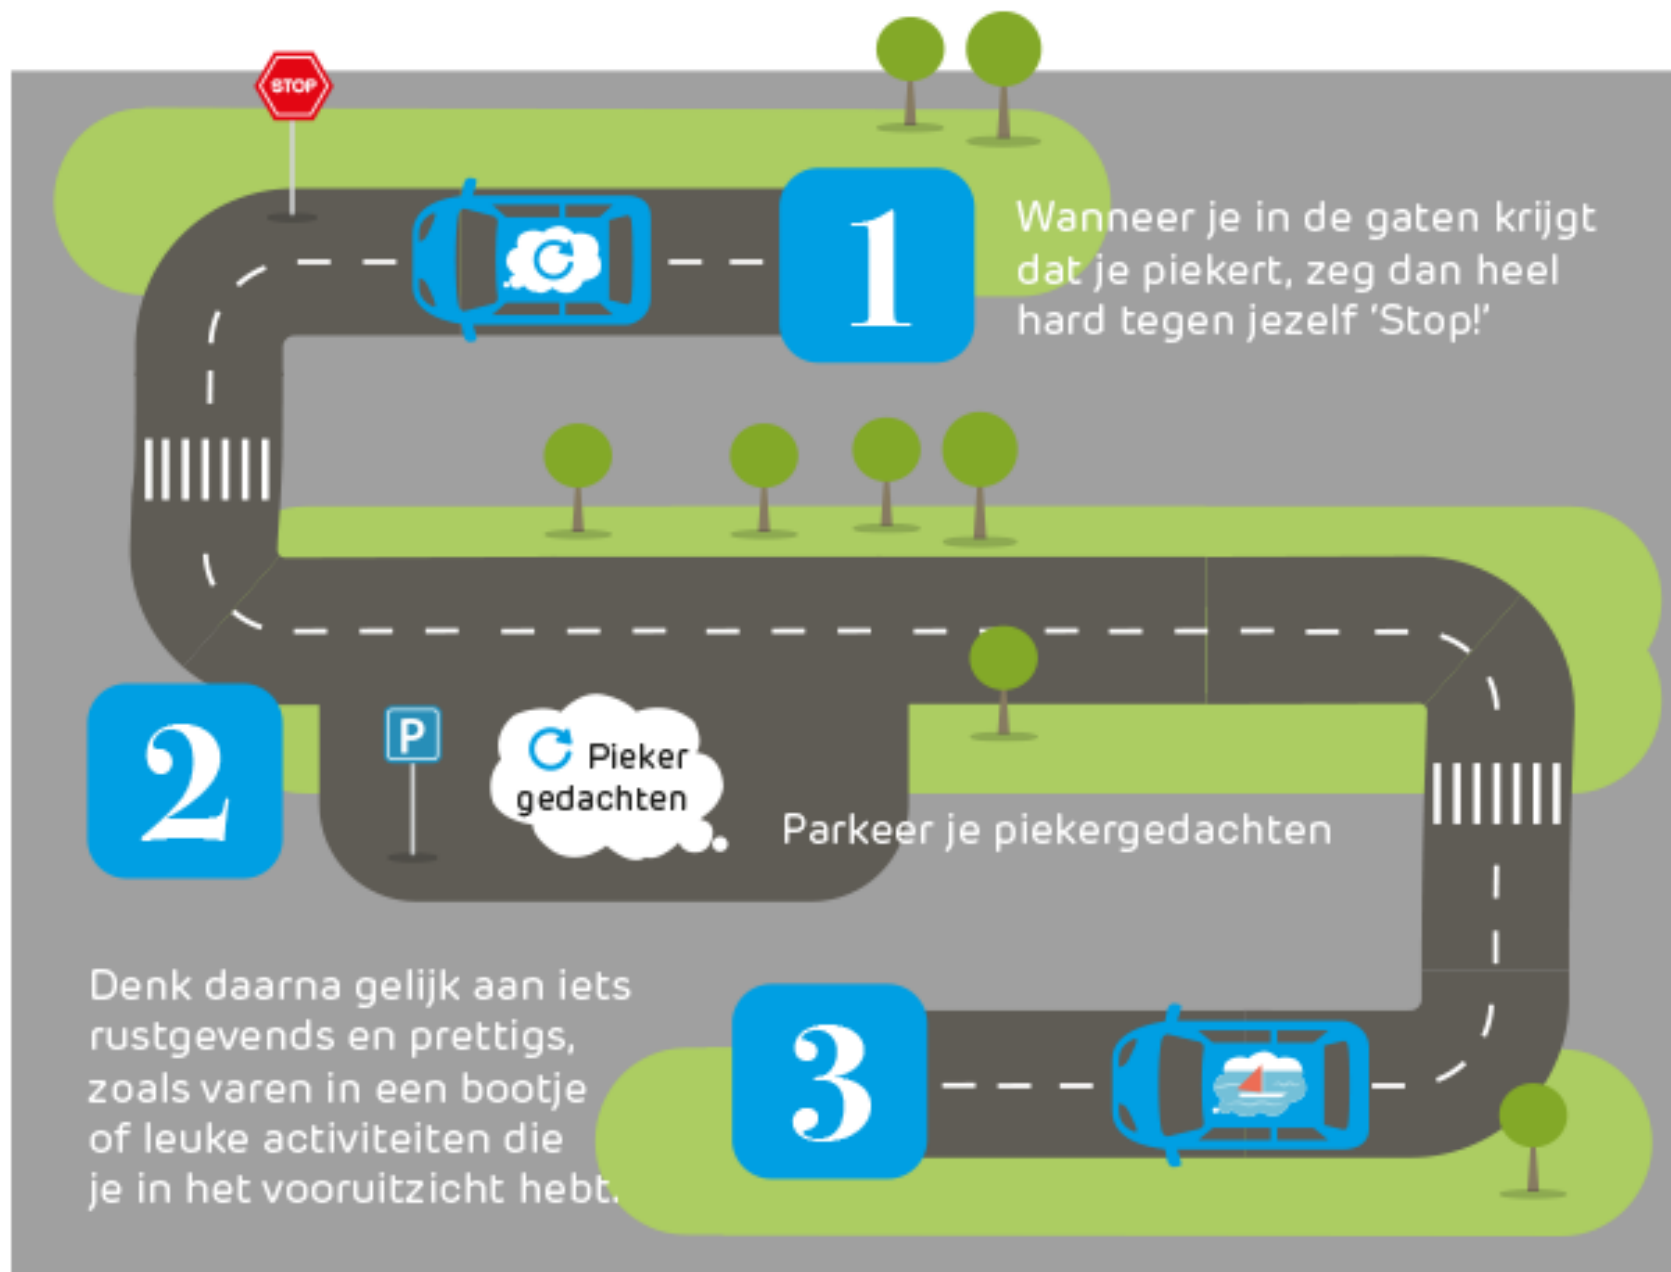 STOP
1
Wanneer je in de gaten krijgt
dat je piekert, zeg dan heel
hard tegen jezelf 'Stop!'
2
P
Pieker
gedachten
Parkeer je piekergedachten
Denk daarna gelijk aan iets
rustgevends en prettigs,
zoals varen in een bootje
of leuke activiteiten die
je in het vooruitzicht hebt.
3